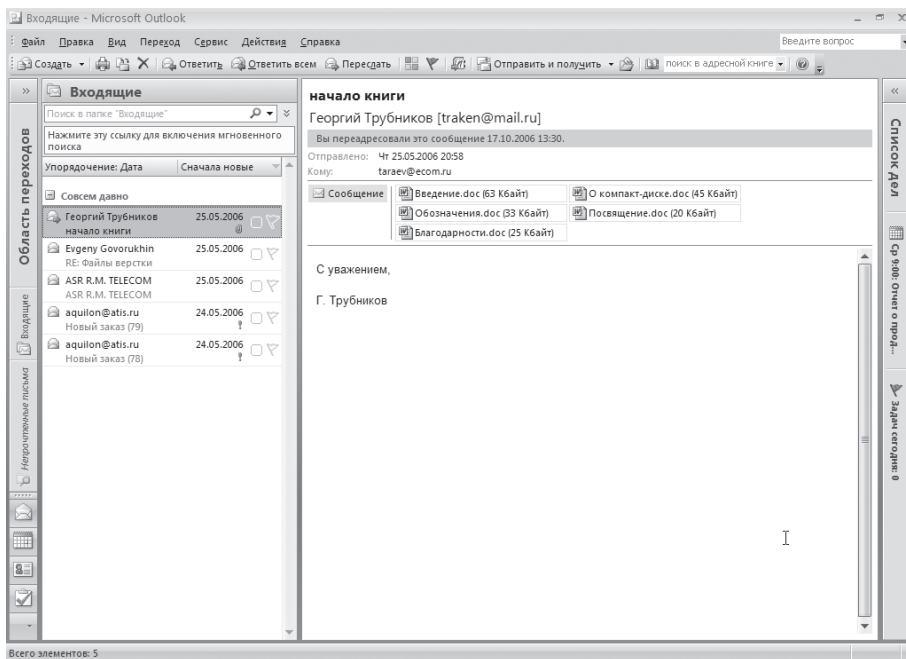 Входящие - Microsoft Outlook
Файл Правка Вид Переход Сервис Действия Справка
Введите вопрос
Создать Ответить Ответить всем Переслать Отправить и получить поиск в адресной книге
Область переходов
Входящие
Непрочтенные письма
Входящие
Поиск в папке "Входящие"
Нажмите эту ссылку для включения мгновенного
поиска
Упорядочение: Дата Сначала новые
Совсем давно
Георгий Трубников 25.05.2006
начало книги
Evgeny Govorukhin 25.05.2006
RE: Файлы верстки
ASR R.M. TELECOM 25.05.2006
ASR R.M. TELECOM
aquilon@atis.ru 24.05.2006
Новый заказ (79)
aquilon@atis.ru 24.05.2006
Новый заказ (78)
начало книги
Георгий Трубников [traken@mail.ru]
Вы переадресовали это сообщение 17.10.2006 13:30.
Отправлено: Чт 25.05.2006 20:58
Кому: taraev@ecom.ru
Сообщение
Введение.doc (63 Кбайт) О компакт-диске.doc (45 Кбайт)
Обозначения.doc (33 Кбайт) Посвящение.doc (20 Кбайт)
Благодарности.doc (25 Кбайт)
С уважением,
Г. Трубников
Список дел
Ср 9:00: Отчет о прод...
Задач сегодня: 0
Всего элементов: 5